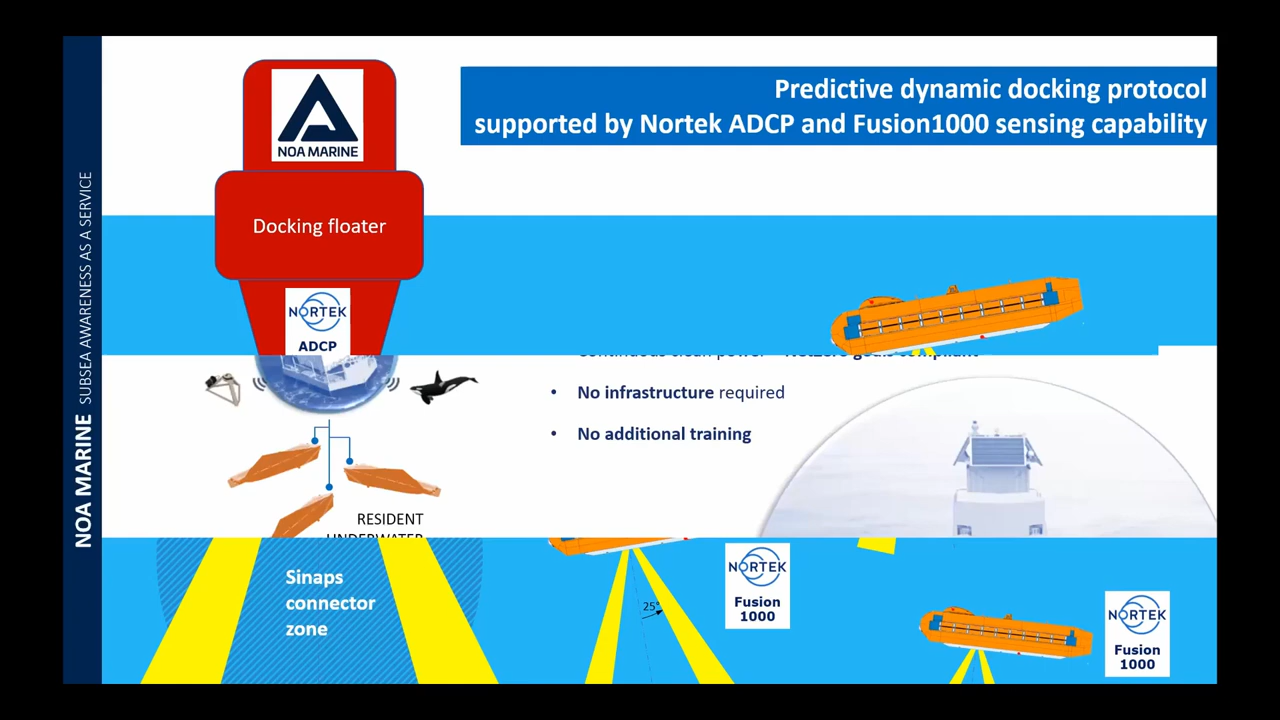 Predictive dynamic docking protocol
supported by Nortek ADCP and Fusion1000 sensing capability
NOA MARINE
Docking floater
NORTEK
ADCP
NOA MARINE SUBSEA AWARENESS AS A SERVICE
• No infrastructure required
• No additional training
RESIDENT
Sinaps
connector
zone
25°
NORTEK
Fusion
1000
NORTEK
Fusion
1000